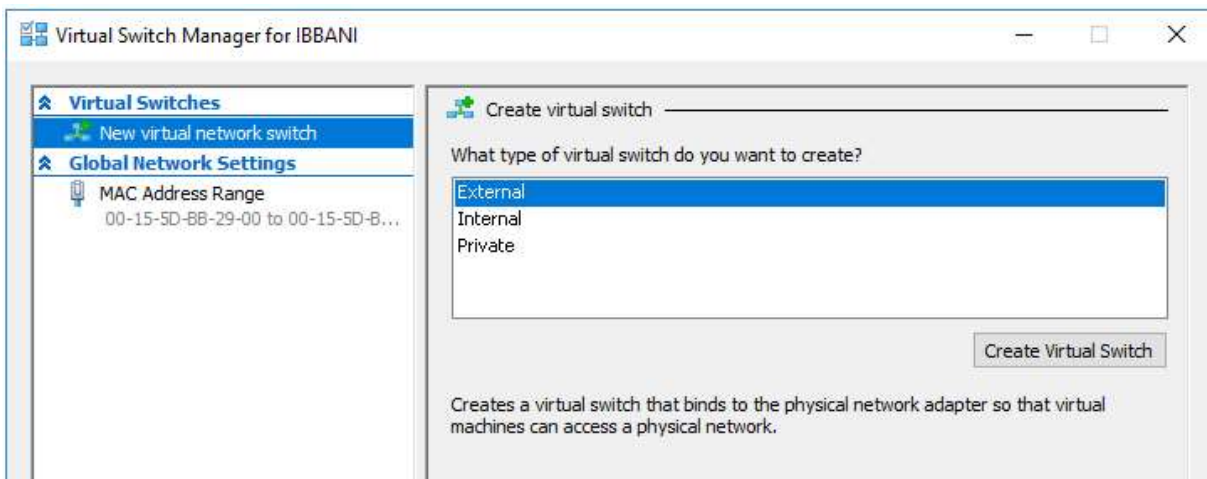 Virtual Switch Manager for IBBANI
Virtual Switches
New virtual network switch
Global Network Settings
MAC Address Range
00-15-5D-BB-29-00 to 00-15-5D-B...
Create virtual switch
What type of virtual switch do you want to create?
External
Internal
Private
Create Virtual Switch
Creates a virtual switch that binds to the physical network adapter so that virtual
machines can access a physical network.